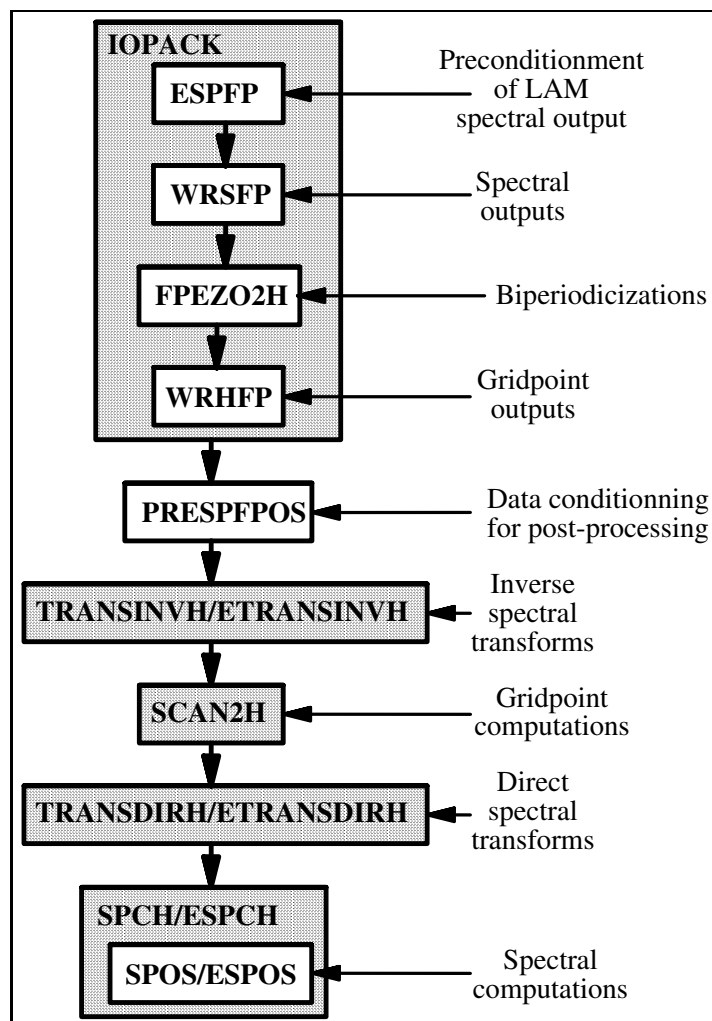 IOPACK
ESPFP
Preconditionment
of LAM
spectral output
WRSFP
Spectral
outputs
FPEZO2H
Biperiodicizations
WRHFP
Gridpoint
outputs
PRESPFPOS
Data conditionning
for post-processing
TRANSINVH/ETRANSINVH
Inverse
spectral
transforms
SCAN2H
Gridpoint
computations
TRANSDIRH/ETRANSDIRH
Direct
spectral
transforms
SPCH/ESPCH
SPOS/ESPOS
Spectral
computations